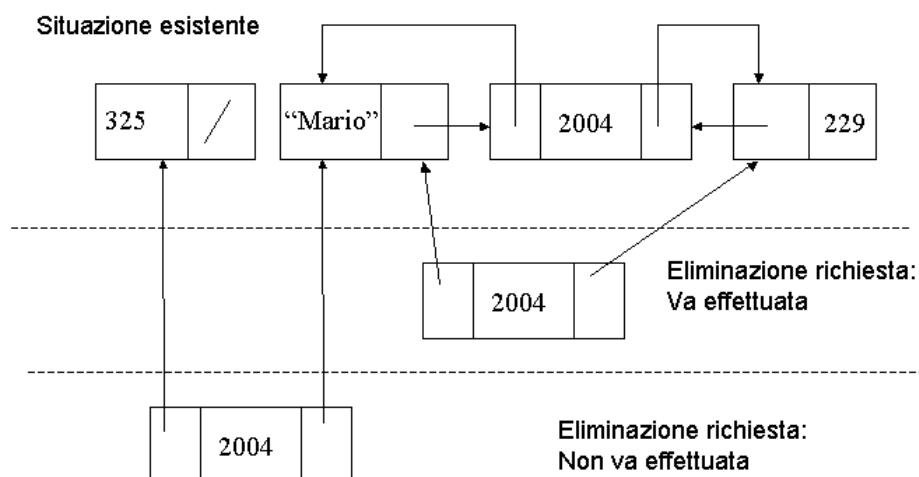 Situazione esistente
325
“Mario”
2004
229
2004
Eliminazione richiesta:
Va effettuata
2004
Eliminazione richiesta:
Non va effettuata